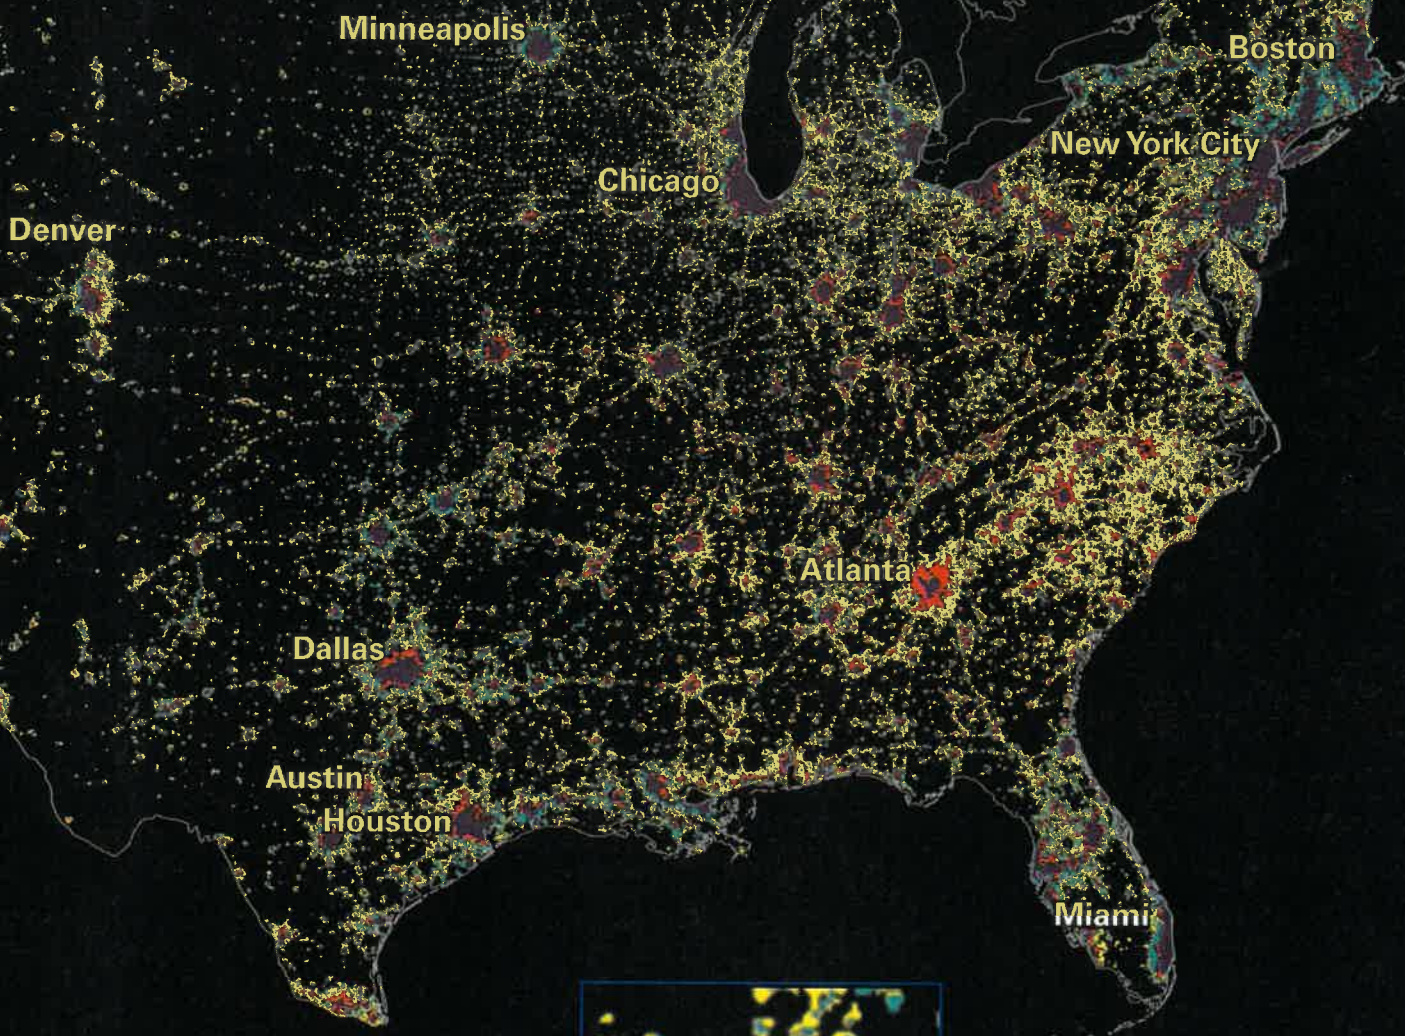 Minneapolis
Boston
New York City
Chicago
Denver
Atlanta
Dallas
Austin
Houston
Miami